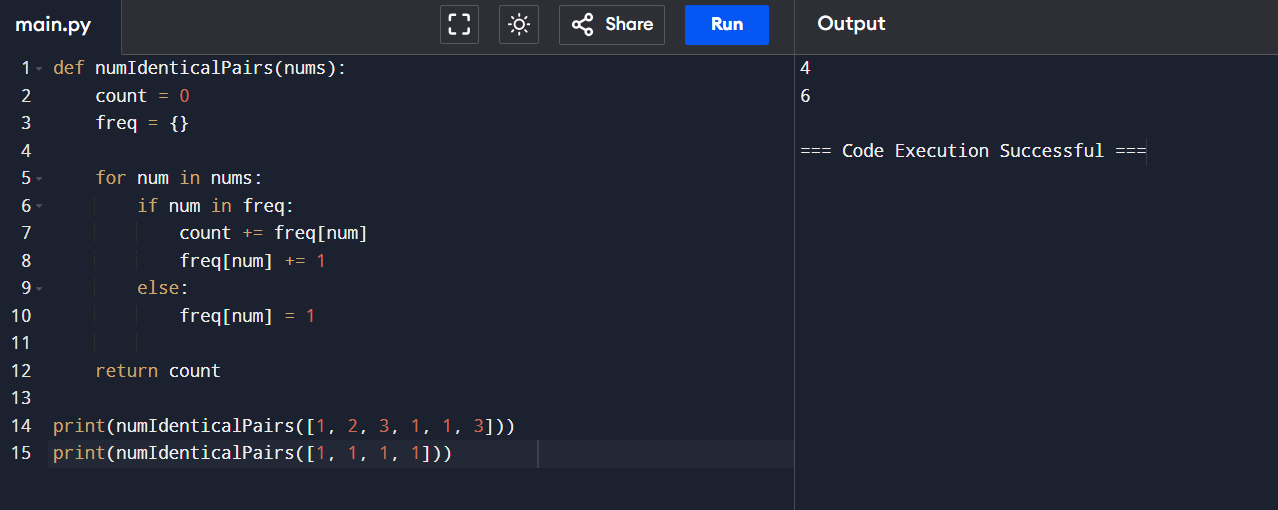 main.py
Share
Run
Output
1 def numIdenticalPairs(nums):
2     count = 0
3     freq = {}
4
5     for num in nums:
6         if num in freq:
7             count += freq[num]
8             freq[num] += 1
9         else:
10             freq[num] = 1
11
12     return count
13
14 print(numIdenticalPairs([1, 2, 3, 1, 1, 3]))
15 print(numIdenticalPairs([1, 1, 1, 1]))
4
6
=== Code Execution Successful ===